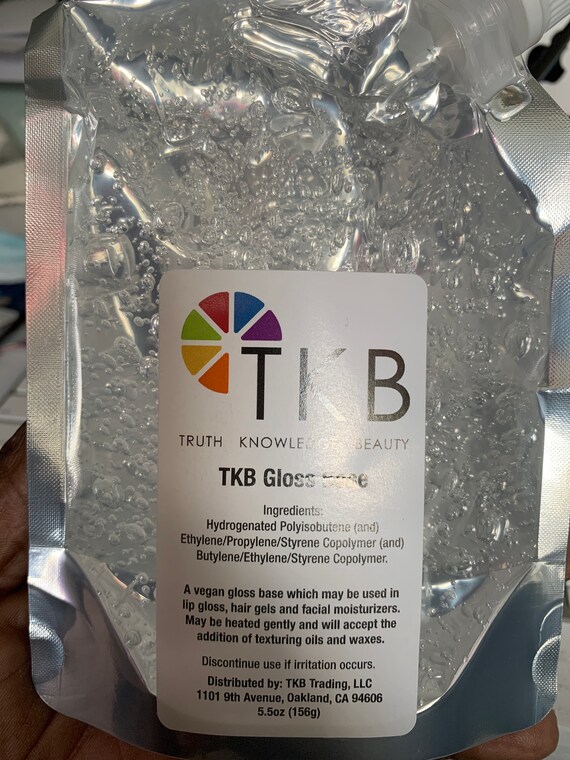 TKB
TRUTH KNOWLEDGE BEAUTY
TKB Gloss Base
Ingredients:
Hydrogenated Polyisobutene (and)
Ethylene/Propylene/Styrene Copolymer (and)
Butylene/Ethylene/Styrene Copolymer.
A vegan gloss base which may be used in
lip gloss, hair gels and facial moisturizers.
May be heated gently and will accept the
addition of texturing oils and waxes.
Discontinue use if irritation occurs.
Distributed by: TKB Trading, LLC
1101 9th Avenue, Oakland, CA 94606
5.5oz (156g)